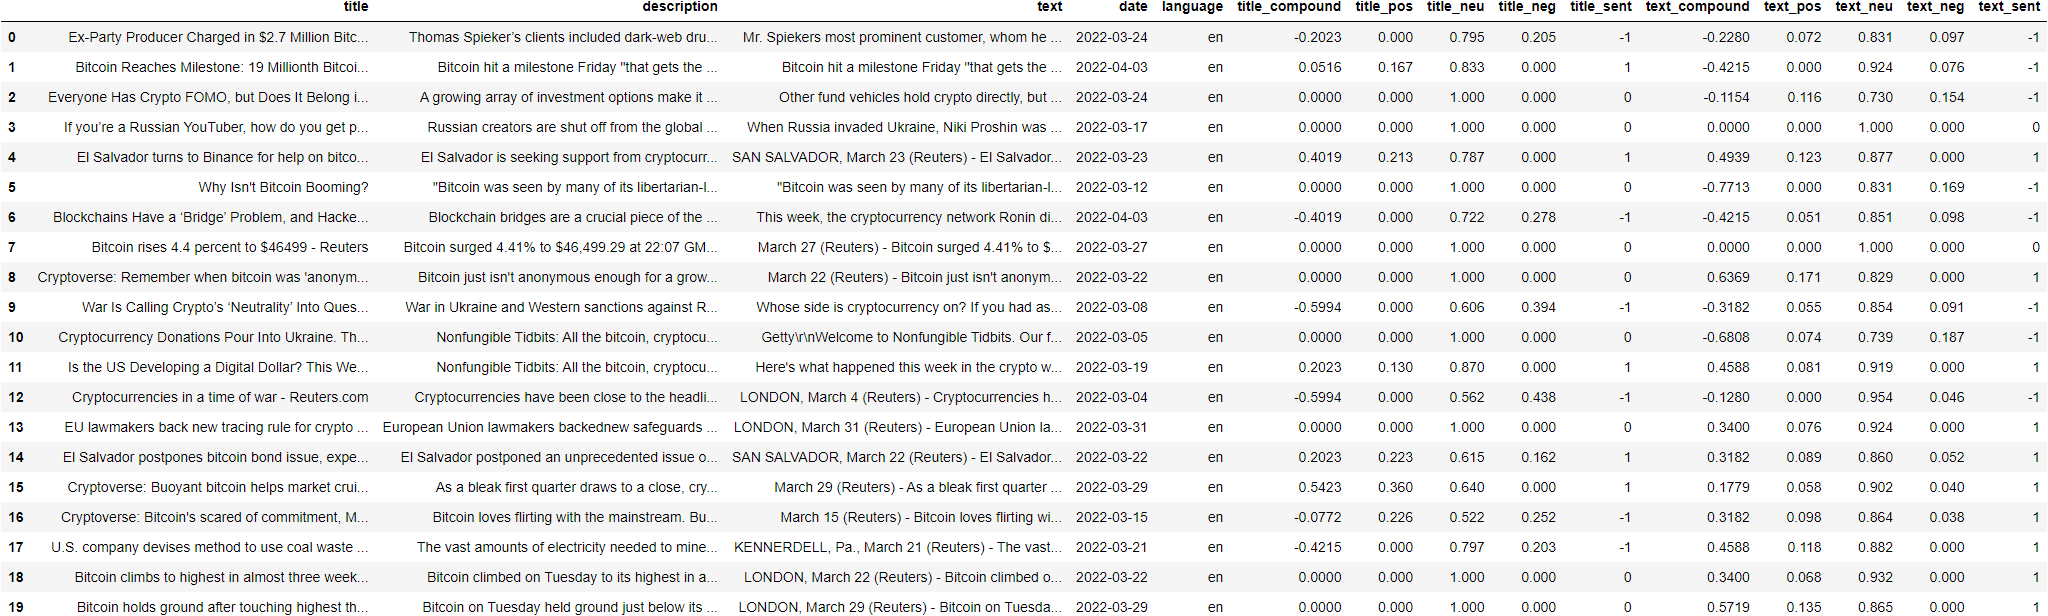 title description text date language title_compound title_pos title_neu title_neg title_sent text_compound text_pos text_neu text_neg text_sent
0 Ex-Party Producer Charged in $2.7 Million Bitc... Thomas Spieker’s clients included dark-web dru... Mr. Spiekers most prominent customer, whom he ... 2022-03-24 en -0.2023 0.000 0.795 0.205 -1 -0.2280 0.072 0.831 0.097 -1
1 Bitcoin Reaches Milestone: 19 Millionth Bitcoi... Bitcoin hit a milestone Friday "that gets the ... Bitcoin hit a milestone Friday "that gets the ... 2022-04-03 en 0.0516 0.167 0.833 0.000 1 -0.4215 0.000 0.924 0.076 -1
2 Everyone Has Crypto FOMO, but Does It Belong i... A growing array of investment options make it ... Other fund vehicles hold crypto directly, but ... 2022-03-24 en 0.0000 0.000 1.000 0.000 0 -0.1154 0.116 0.730 0.154 -1
3 If you’re a Russian YouTuber, how do you get p... Russian creators are shut off from the global ... When Russia invaded Ukraine, Niki Proshin was ... 2022-03-17 en 0.0000 0.000 1.000 0.000 0 0.0000 0.000 1.000 0.000 0
4 El Salvador turns to Binance for help on bitco... El Salvador is seeking support from cryptocurr... SAN SALVADOR, March 23 (Reuters) - El Salvador... 2022-03-23 en 0.4019 0.213 0.787 0.000 1 0.4939 0.123 0.877 0.000 1
5 Why Isn't Bitcoin Booming? "Bitcoin was seen by many of its libertarian-l... "Bitcoin was seen by many of its libertarian-l... 2022-03-12 en 0.0000 0.000 1.000 0.000 0 -0.7713 0.000 0.831 0.169 -1
6 Blockchains Have a ‘Bridge’ Problem, and Hacke... Blockchain bridges are a crucial piece of the ... This week, the cryptocurrency network Ronin di... 2022-04-03 en -0.4019 0.000 0.722 0.278 -1 -0.4215 0.051 0.851 0.098 -1
7 Bitcoin rises 4.4 percent to $46499 - Reuters Bitcoin surged 4.41% to $46,499.29 at 22:07 GM... March 27 (Reuters) - Bitcoin surged 4.41% to $... 2022-03-27 en 0.0000 0.000 1.000 0.000 0 0.0000 0.000 1.000 0.000 0
8 Cryptoverse: Remember when bitcoin was 'anonym... Bitcoin just isn't anonymous enough for a grow... March 22 (Reuters) - Bitcoin just isn't anonym... 2022-03-22 en 0.0000 0.000 1.000 0.000 0 0.6369 0.171 0.829 0.000 1
9 War Is Calling Crypto’s ‘Neutrality’ Into Ques... War in Ukraine and Western sanctions against R... Whose side is cryptocurrency on? If you had as... 2022-03-08 en -0.5994 0.000 0.606 0.394 -1 -0.3182 0.055 0.854 0.091 -1
10 Cryptocurrency Donations Pour Into Ukraine. Th... Nonfungible Tidbits: All the bitcoin, cryptocu... Getty\r\nWelcome to Nonfungible Tidbits. Our f... 2022-03-05 en 0.0000 0.000 1.000 0.000 0 -0.6808 0.074 0.739 0.187 -1
11 Is the US Developing a Digital Dollar? This We... Nonfungible Tidbits: All the bitcoin, cryptocu... Here's what happened this week in the crypto w... 2022-03-19 en 0.2023 0.130 0.870 0.000 1 0.4588 0.081 0.919 0.000 1
12 Cryptocurrencies in a time of war - Reuters.com Cryptocurrencies have been close to the headli... LONDON, March 4 (Reuters) - Cryptocurrencies h... 2022-03-04 en -0.5994 0.000 0.562 0.438 -1 -0.1280 0.000 0.954 0.046 -1
13 EU lawmakers back new tracing rule for crypto ... European Union lawmakers backednew safeguards ... LONDON, March 31 (Reuters) - European Union la... 2022-03-31 en 0.0000 0.000 1.000 0.000 0 0.3400 0.076 0.924 0.000 1
14 El Salvador postpones bitcoin bond issue, expe... El Salvador postponed an unprecedented issue o... SAN SALVADOR, March 22 (Reuters) - El Salvador... 2022-03-22 en 0.2023 0.223 0.615 0.162 1 0.3182 0.089 0.860 0.052 1
15 Cryptoverse: Buoyant bitcoin helps market crui... As a bleak first quarter draws to a close, cry... March 29 (Reuters) - As a bleak first quarter ... 2022-03-29 en 0.5423 0.360 0.640 0.000 1 0.1779 0.058 0.902 0.040 1
16 Cryptoverse: Bitcoin's scared of commitment, M... Bitcoin loves flirting with the mainstream. Bu... March 15 (Reuters) - Bitcoin loves flirting wi... 2022-03-15 en -0.0772 0.226 0.522 0.252 -1 0.3182 0.098 0.864 0.038 1
17 U.S. company devises method to use coal waste ... The vast amounts of electricity needed to mine... KENNERDELL, Pa., March 21 (Reuters) - The vast... 2022-03-21 en -0.4215 0.000 0.797 0.203 -1 0.4588 0.118 0.882 0.000 1
18 Bitcoin climbs to highest in almost three week... Bitcoin climbed on Tuesday to its highest in a... LONDON, March 22 (Reuters) - Bitcoin climbed o... 2022-03-22 en 0.0000 0.000 1.000 0.000 0 0.3400 0.068 0.932 0.000 1
19 Bitcoin holds ground after touching highest th... Bitcoin on Tuesday held ground just below its ... LONDON, March 29 (Reuters) - Bitcoin on Tuesda... 2022-03-29 en 0.0000 0.000 1.000 0.000 0 0.5719 0.135 0.865 0.000 1